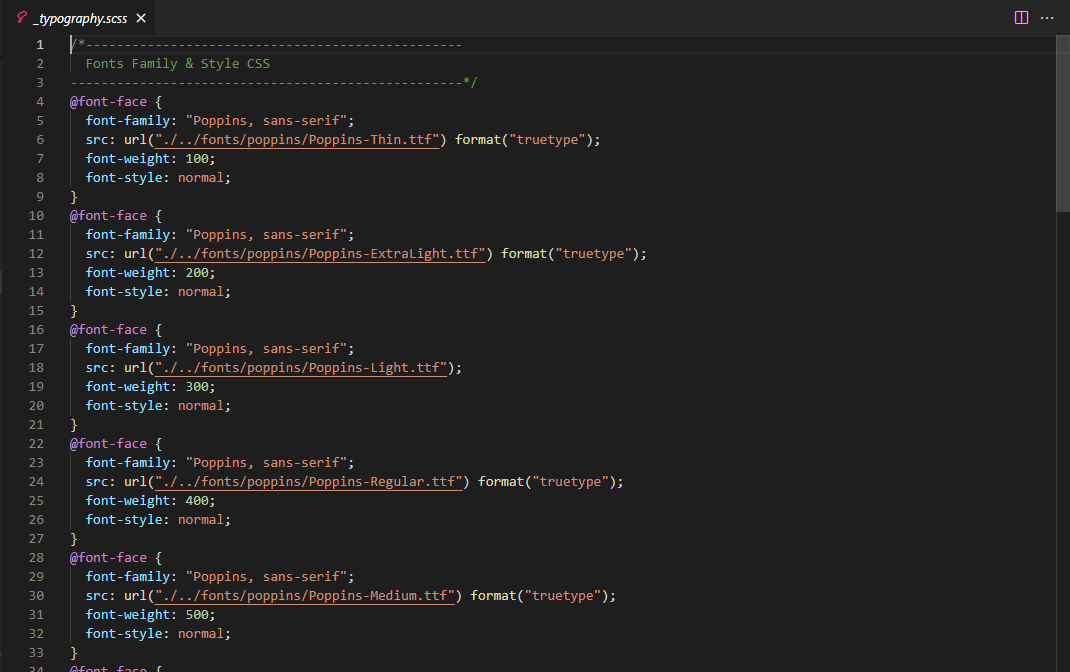 _typography.scss
1 /*-------------------------------------------------
2 Fonts Family & Style CSS
3 ---------------------------------------------------*/
4 @font-face {
5 font-family: "Poppins, sans-serif";
6 src: url("./../fonts/poppins/Poppins-Thin.ttf") format("truetype");
7 font-weight: 100;
8 font-style: normal;
9 }
10 @font-face {
11 font-family: "Poppins, sans-serif";
12 src: url("./../fonts/poppins/Poppins-ExtraLight.ttf") format("truetype");
13 font-weight: 200;
14 font-style: normal;
15 }
16 @font-face {
17 font-family: "Poppins, sans-serif";
18 src: url("./../fonts/poppins/Poppins-Light.ttf");
19 font-weight: 300;
20 font-style: normal;
21 }
22 @font-face {
23 font-family: "Poppins, sans-serif";
24 src: url("./../fonts/poppins/Poppins-Regular.ttf") format("truetype");
25 font-weight: 400;
26 font-style: normal;
27 }
28 @font-face {
29 font-family: "Poppins, sans-serif";
30 src: url("./../fonts/poppins/Poppins-Medium.ttf") format("truetype");
31 font-weight: 500;
32 font-style: normal;
33 }
34 @font-face {